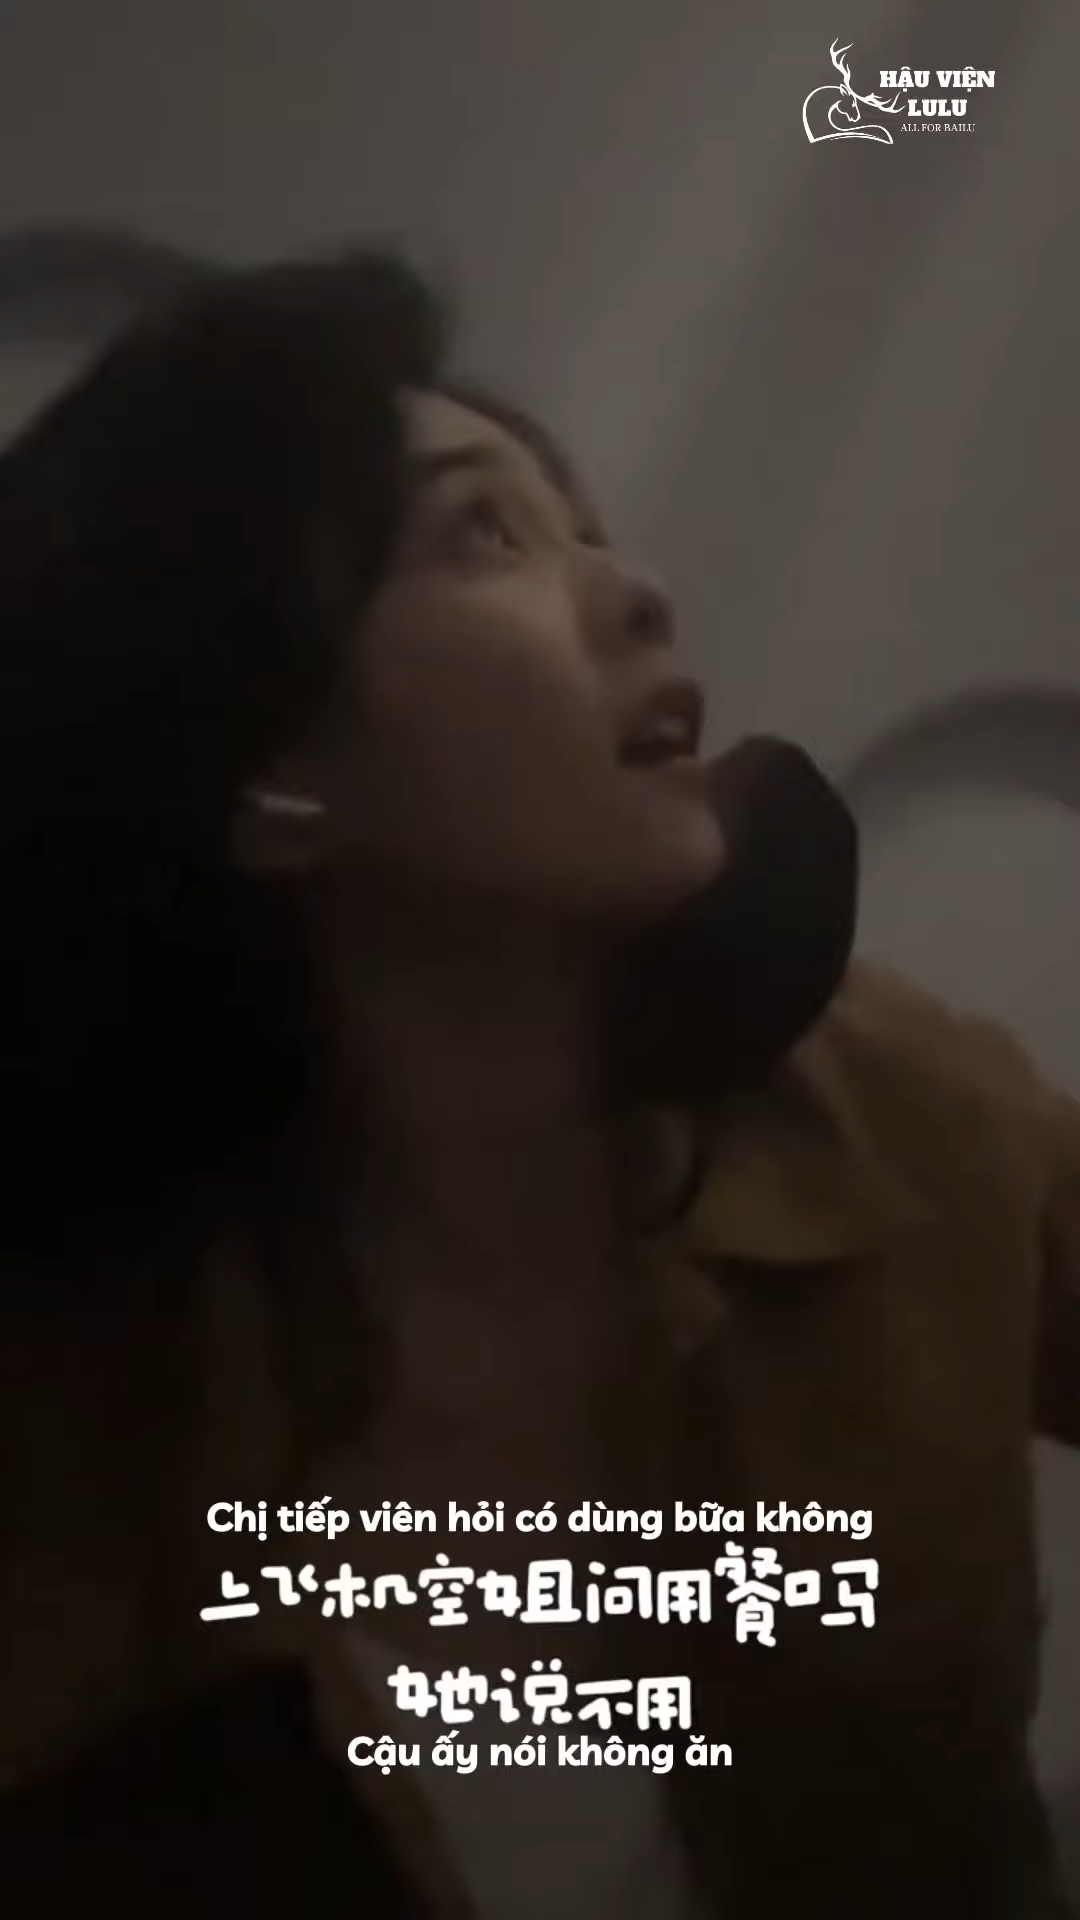 HẬU VIỆN
LULU
ALL FOR BAILU
Chị tiếp viên hỏi có dùng bữa không
上飞机空姐问用餐吗
她说不用
Cậu ấy nói không ăn